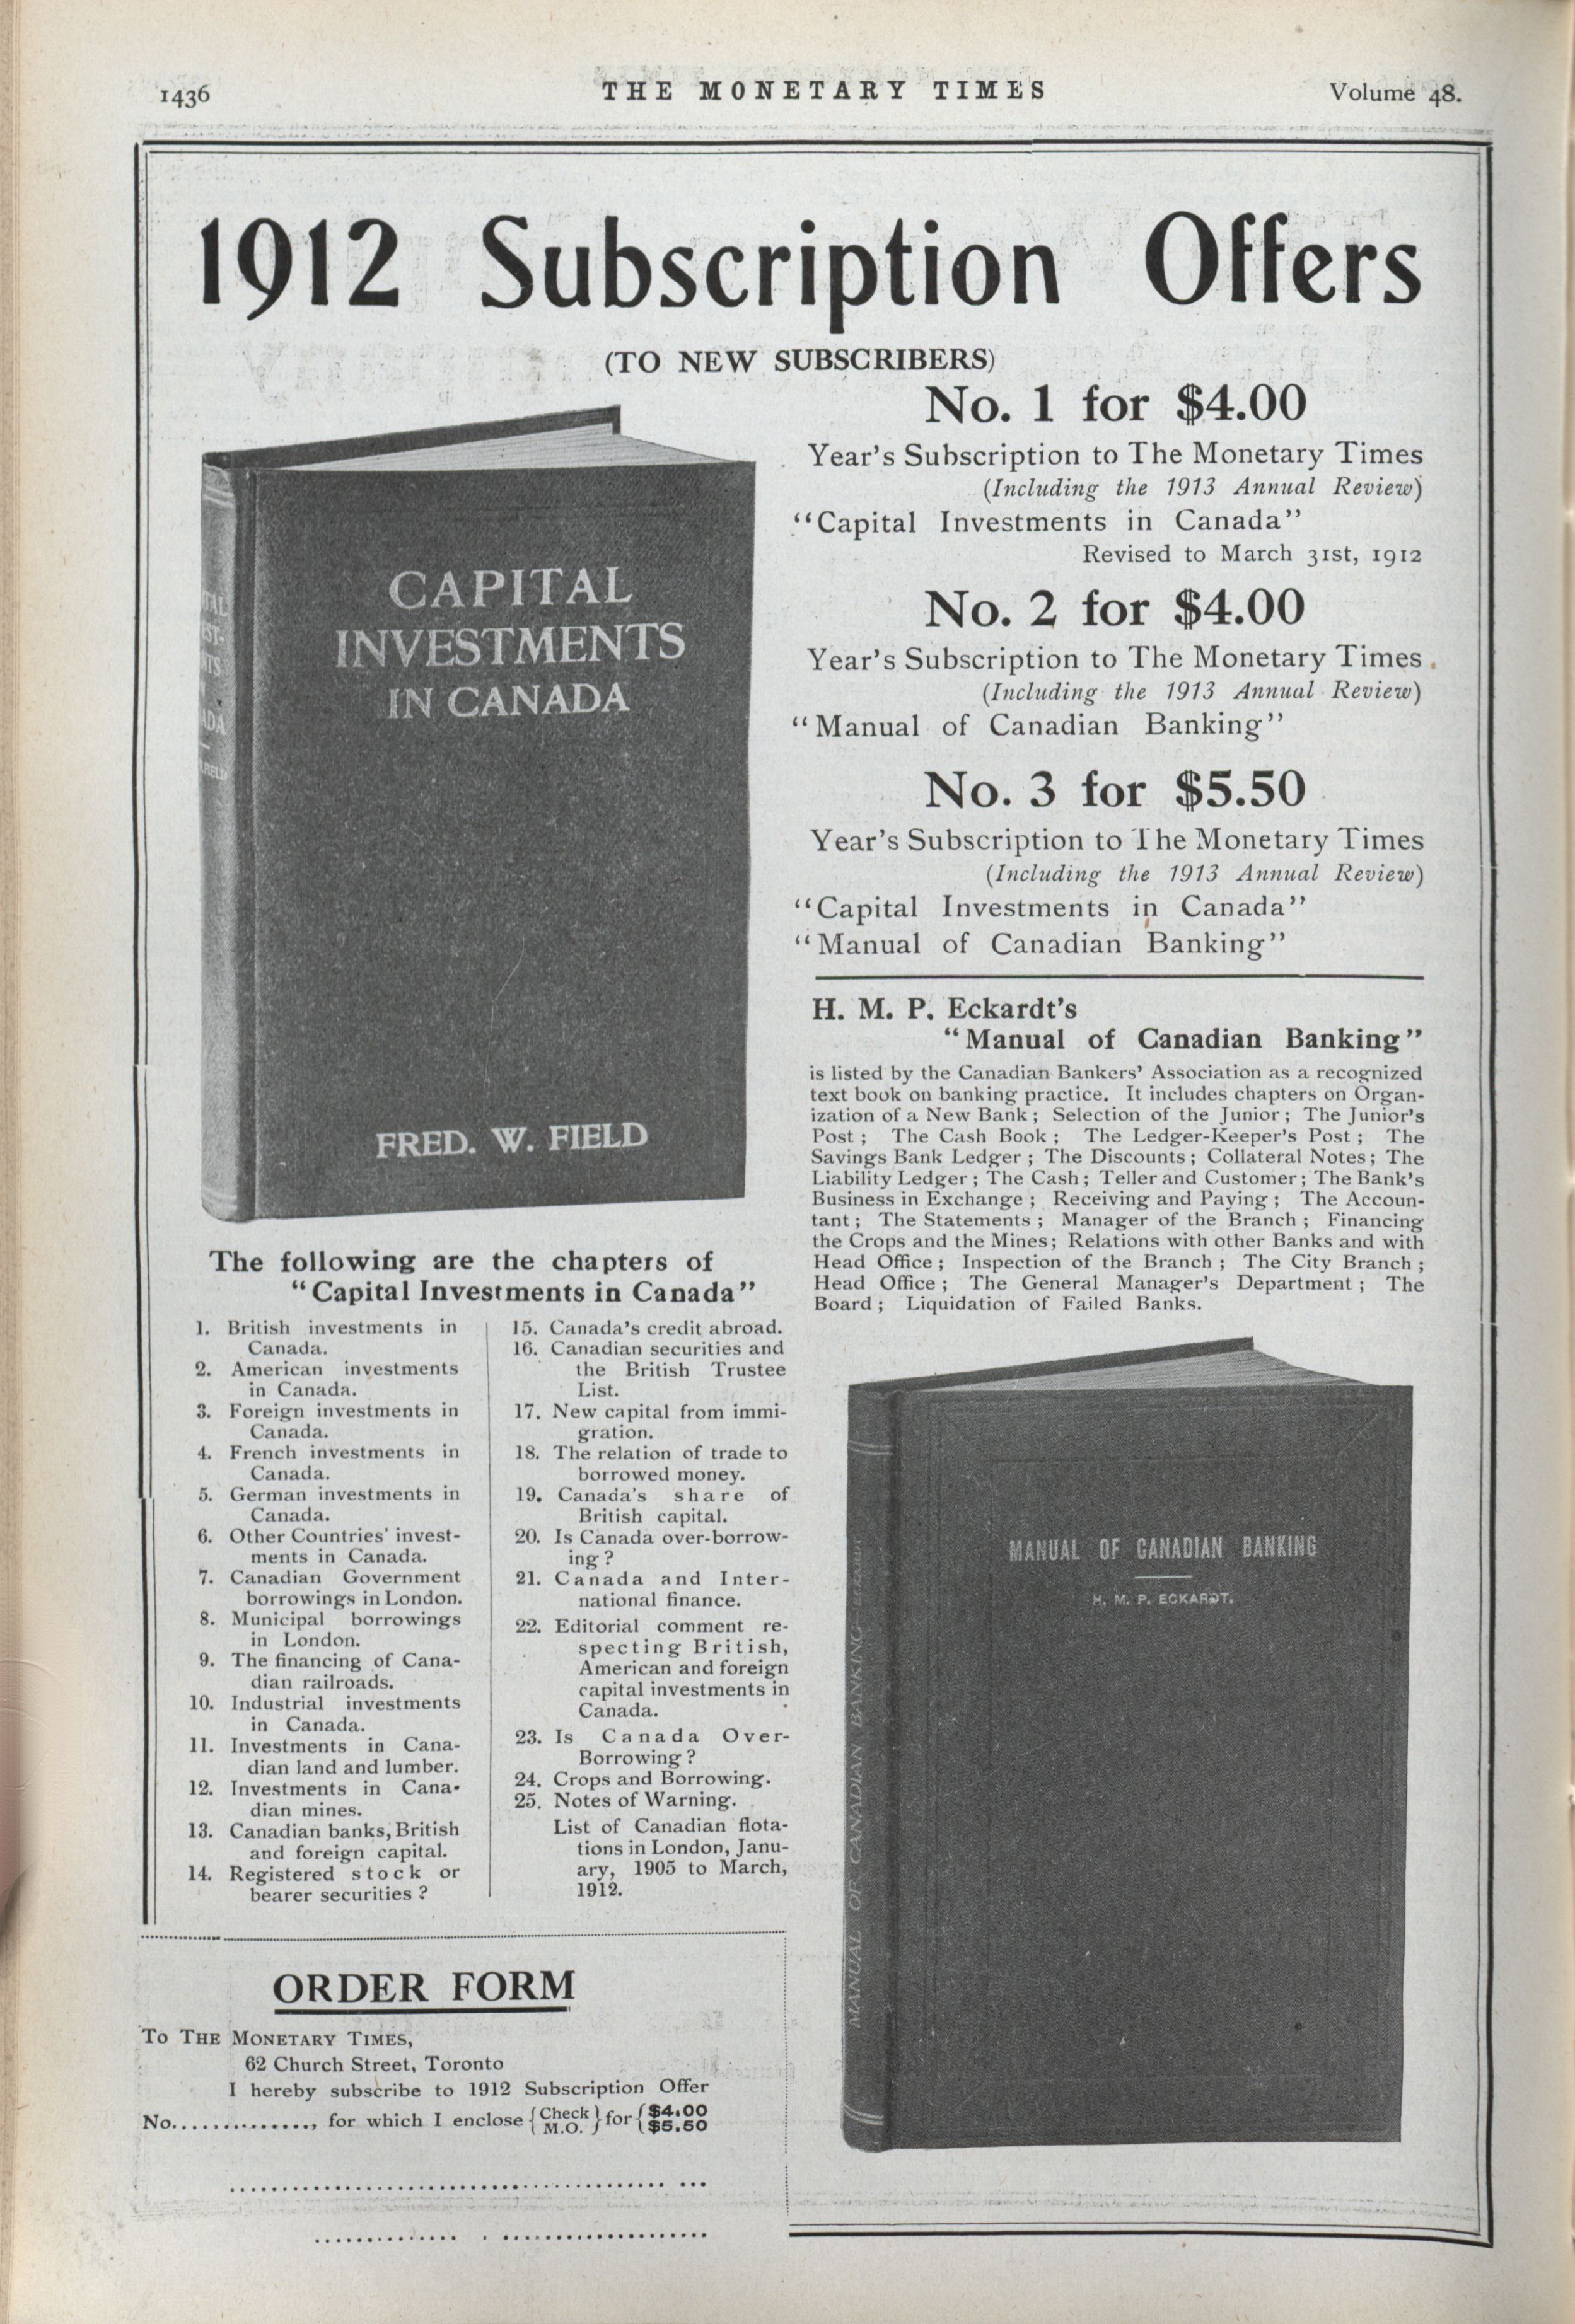 1436
THE MONETARY TIMES
Volume 48.
1912 Subscription Offers
(TO NEW SUBSCRIBERS)
CAPITAL
INVESTMENTS
IN CANADA
FRED. W. FIELD
No. 1 for $4.00
Year's Subscription to The Monetary Times
(Including the 1913 Annual Review)
"Capital Investments in Canada"
Revised to March 31st, 1912
No. 2 for $4.00
Year's Subscription to The Monetary Times
(Including the 1913 Annual Review)
"Manual of Canadian Banking"
No. 3 for $5.50
Year's Subscription to The Monetary Times
(Including the 1913 Annual Review)
"Capital Investments in Canada"
"Manual of Canadian Banking"
H. M. P. Eckardt's
"Manual of Canadian Banking"
is listed by the Canadian Bankers' Association as a recognized
text book on banking practice. It includes chapters on Organ-
ization of a New Bank; Selection of the Junior; The Junior's
Post; The Cash Book; The Ledger-Keeper's Post; The
Savings Bank Ledger; The Discounts; Collateral Notes; The
Liability Ledger; The Cash; Teller and Customer; The Bank's
Business in Exchange; Receiving and Paying; The Accoun-
tant; The Statements; Manager of the Branch; Financing
the Crops and the Mines; Relations with other Banks and with
Head Office; Inspection of the Branch; The City Branch;
Head Office; The General Manager's Department; The
Board; Liquidation of Failed Banks.
The following are the chapters of
"Capital Investments in Canada"
1. British investments in
Canada.
2. American investments
in Canada.
3. Foreign investments in
Canada.
4. French investments in
Canada.
5. German investments in
Canada.
6. Other Countries' invest-
ments in Canada.
7. Canadian Government
borrowings in London.
8. Municipal borrowings
in London.
9. The financing of Cana-
dian railroads.
10. Industrial investments
in Canada.
11. Investments in Cana-
dian land and lumber.
12. Investments in Cana-
dian mines.
13. Canadian banks, British
and foreign capital.
14. Registered stock or
bearer securities?
15. Canada's credit abroad.
16. Canadian securities and
the British Trustee
List.
17. New capital from immi-
gration.
18. The relation of trade to
borrowed money.
19. Canada's share of
British capital.
20. Is Canada over-borrow-
ing?
21. Canada and Inter-
national finance.
22. Editorial comment re-
specting British,
American and foreign
capital investments in
Canada.
23. Is Canada Over-
Borrowing?
24. Crops and Borrowing.
25. Notes of Warning.
List of Canadian flota-
tions in London, Janu-
ary, 1905 to March,
1912.
MANUAL OF CANADIAN BANKING
H. M. P. ECKARDT.
MANUAL OF CANADIAN BANKING-ECKARDT
ORDER FORM
To THE MONETARY TIMES,
62 Church Street, Toronto
I hereby subscribe to 1912 Subscription Offer
No.............., for which I enclose {Check M.O.} for {$4.00 $5.50